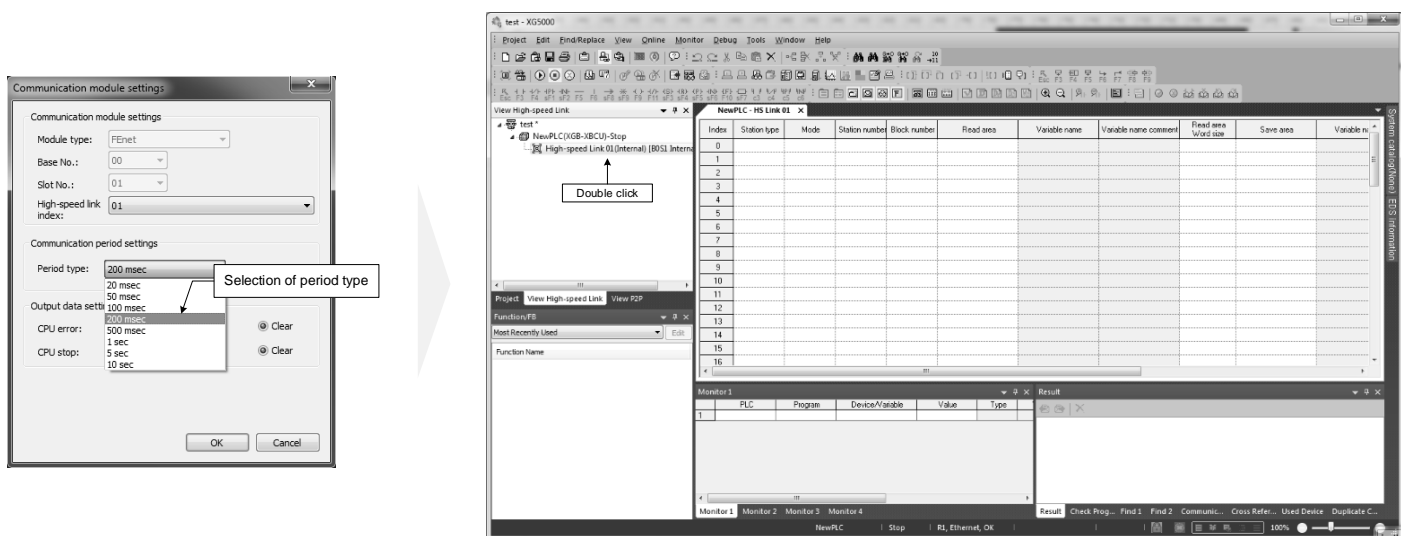 Communication module settings
Communication module settings
Module type: FEnet
Base No.: 00
Slot No.: 01
High-speed link index: 01
Communication period settings
Period type: 200 msec
Selection of period type
20 msec
50 msec
Output data setti
100 msec
200 msec
CPU error:
500 msec
Clear
1 sec
CPU stop:
5 sec
Clear
10 sec
OK Cancel
test - XG5000
Project Edit Find/Replace View Online Monitor Debug Tools Window Help
View High-speed Link
test *
NewPLC(XGB-XBCU)-Stop
High-speed Link 01(Internal) [B0S1 Interna
Double click
Project View High-speed Link View P2P
Function/FB
Most Recently Used Edit
Function Name
NewPLC - HS Link 01
Index Station type Mode Station number Block number Read area Variable name Variable name comment Read area Word size Save area Variable na
0
1
2
3
4
5
6
7
8
9
10
11
12
13
14
15
16
System catalog(None) EDS information
Monitor 1
PLC Program Device/Variable Value Type
1
Monitor 1 Monitor 2 Monitor 3 Monitor 4
Result
Result Check Prog... Find 1 Find 2 Communic... Cross Refer... Used Device Duplicate C...
NewPLC Stop R1, Ethernet, OK 100%